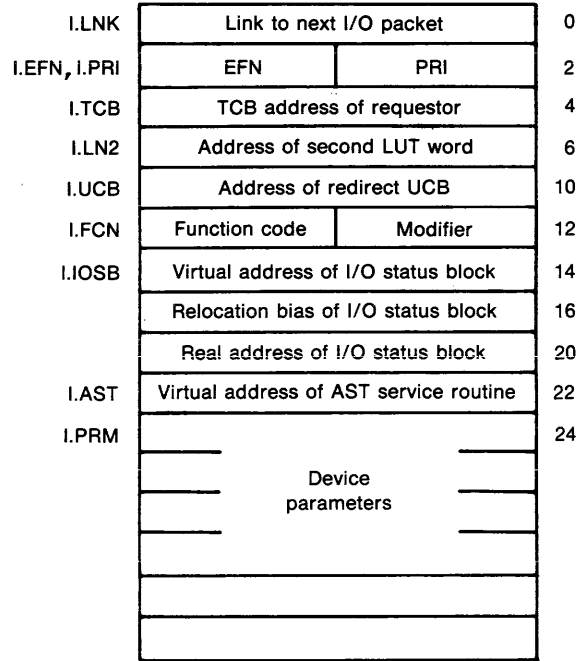 I.LNK Link to next I/O packet 0
I.EFN, I.PRI EFN PRI 2
I.TCB TCB address of requestor 4
I.LN2 Address of second LUT word 6
I.UCB Address of redirect UCB 10
I.FCN Function code Modifier 12
I.IOSB Virtual address of I/O status block 14
Relocation bias of I/O status block 16
Real address of I/O status block 20
I.AST Virtual address of AST service routine 22
I.PRM 24
Device
parameters